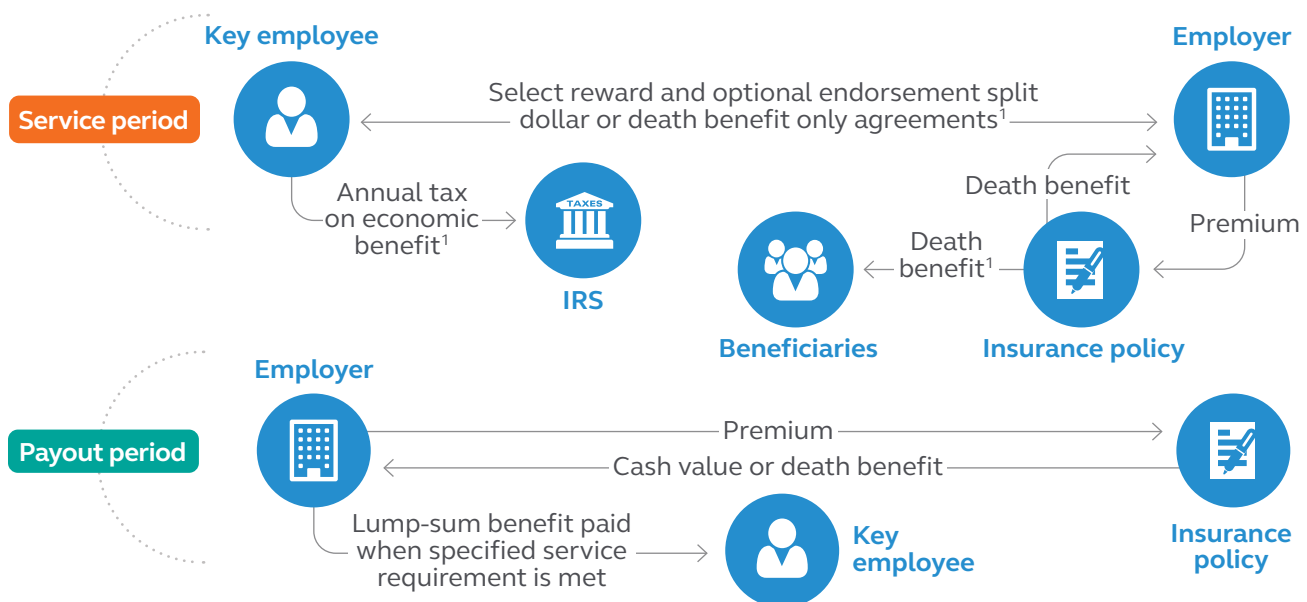 Key employee
Employer
Service period
Select reward and optional endorsement split
dollar or death benefit only agreements¹
Annual tax
on economic
benefit¹
TAXES
IRS
Death benefit
Premium
Death
benefit¹
Beneficiaries
Insurance policy
Employer
Payout period
Premium
Cash value or death benefit
Lump-sum benefit paid
when specified service
requirement is met
Key
employee
Insurance
policy